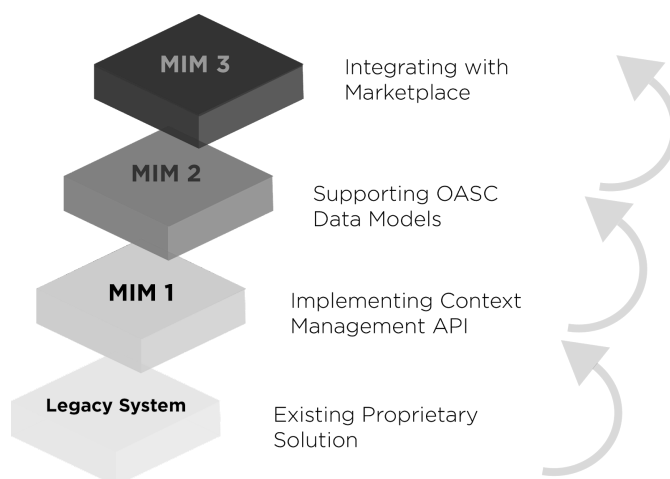 MIM 3
Integrating with
Marketplace
MIM 2
Supporting OASC
Data Models
MIM 1
Implementing Context
Management API
Legacy System
Existing Proprietary
Solution